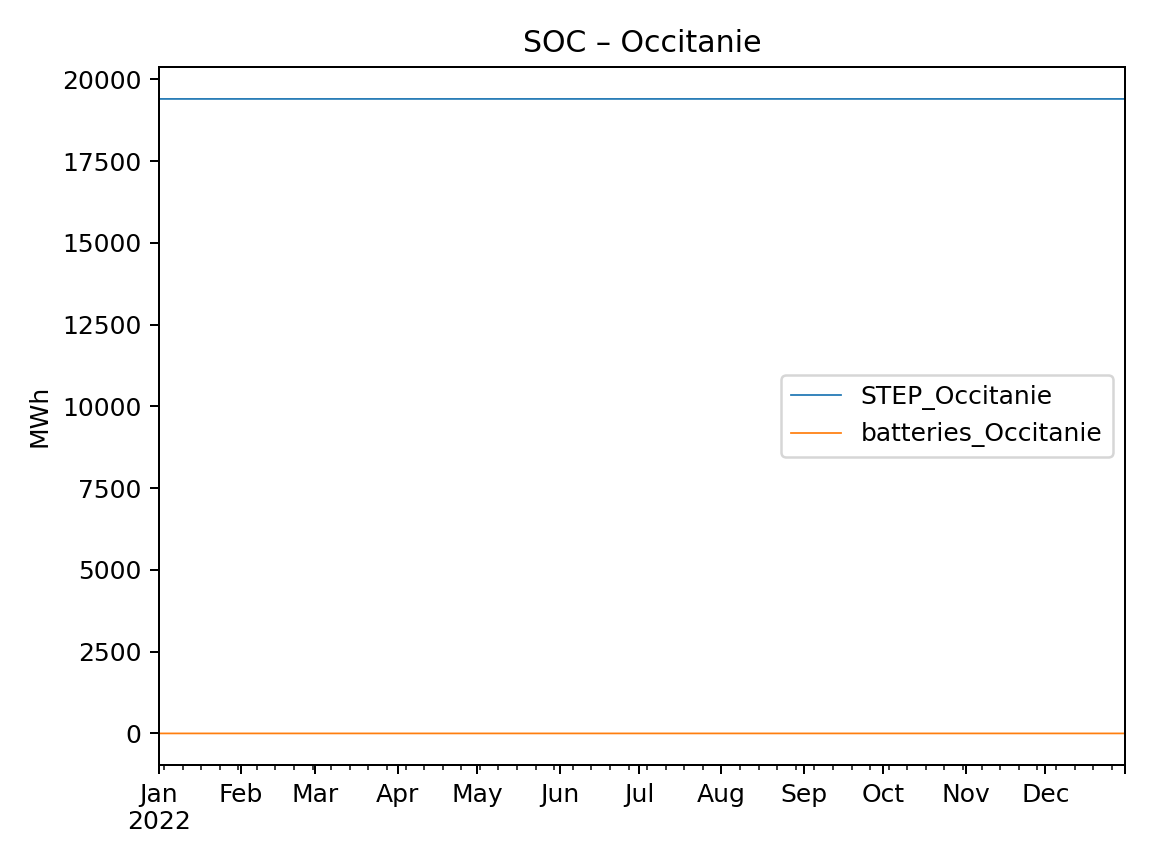 SOC – Occitanie
20000
17500
15000
12500
10000
7500
5000
2500
0
MWh
STEP_Occitanie
batteries_Occitanie
Jan Feb Mar Apr May Jun Jul Aug Sep Oct Nov Dec
2022